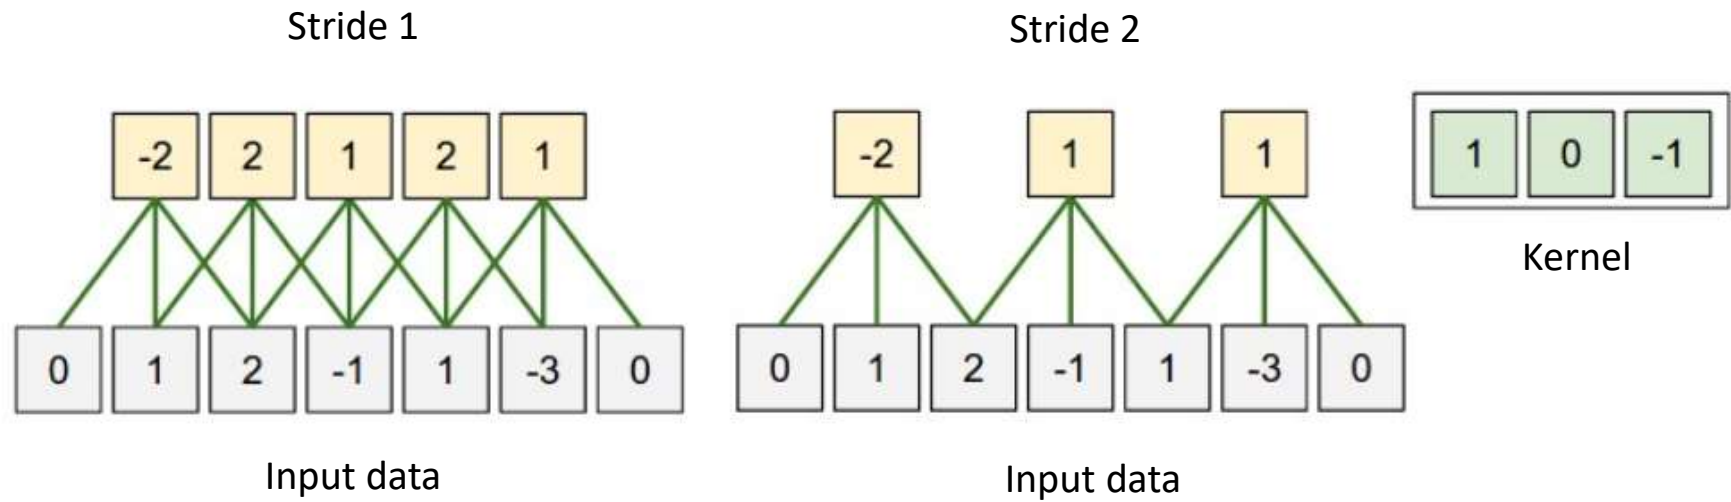 Stride 1
Stride 2
-2 2 1 2 1
-2 1 1
1 0 -1
Kernel
0 1 2 -1 1 -3 0
0 1 2 -1 1 -3 0
Input data
Input data